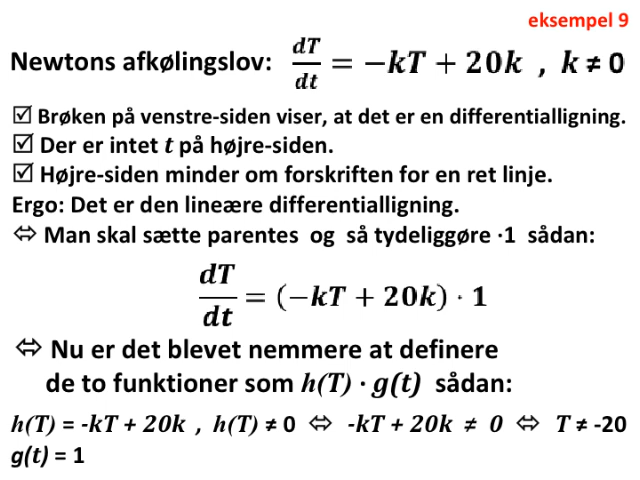 eksempel 9
Newtons afkølingslov: dT/dt = −kT + 20k , k ≠ 0
☑ Brøken på venstre-siden viser, at det er en differentialligning.
☑ Der er intet t på højre-siden.
☑ Højre-siden minder om forskriften for en ret linje.
Ergo: Det er den lineære differentialligning.
⇔ Man skal sætte parentes og så tydeliggøre ·1 sådan:
dT/dt = (−kT + 20k) · 1
⇔ Nu er det blevet nemmere at definere
de to funktioner som h(T) · g(t) sådan:
h(T) = -kT + 20k , h(T) ≠ 0 ⇔ -kT + 20k ≠ 0 ⇔ T ≠ -20
g(t) = 1